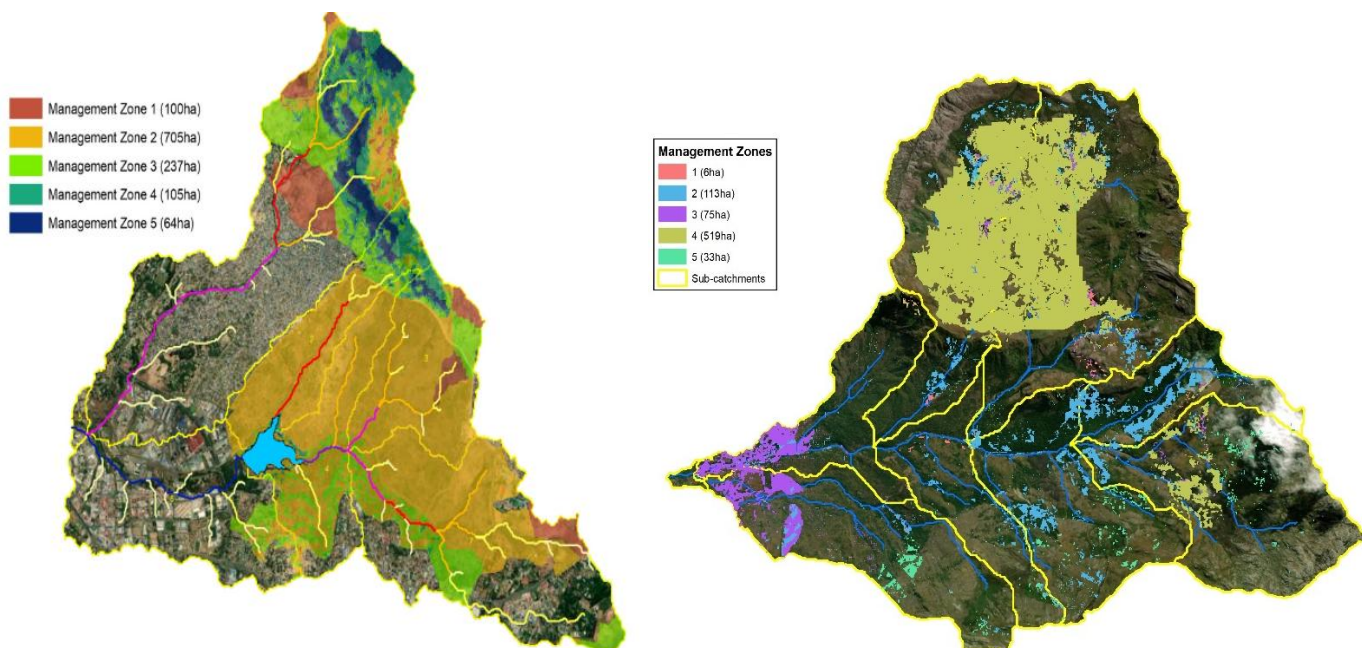 Management Zone 1 (100ha)
Management Zone 2 (705ha)
Management Zone 3 (237ha)
Management Zone 4 (105ha)
Management Zone 5 (64ha)
Management Zones
1 (6ha)
2 (113ha)
3 (75ha)
4 (519ha)
5 (33ha)
Sub-catchments